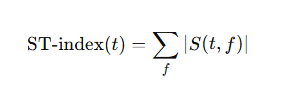 ST-index(t) = ∑_f |S(t, f)|